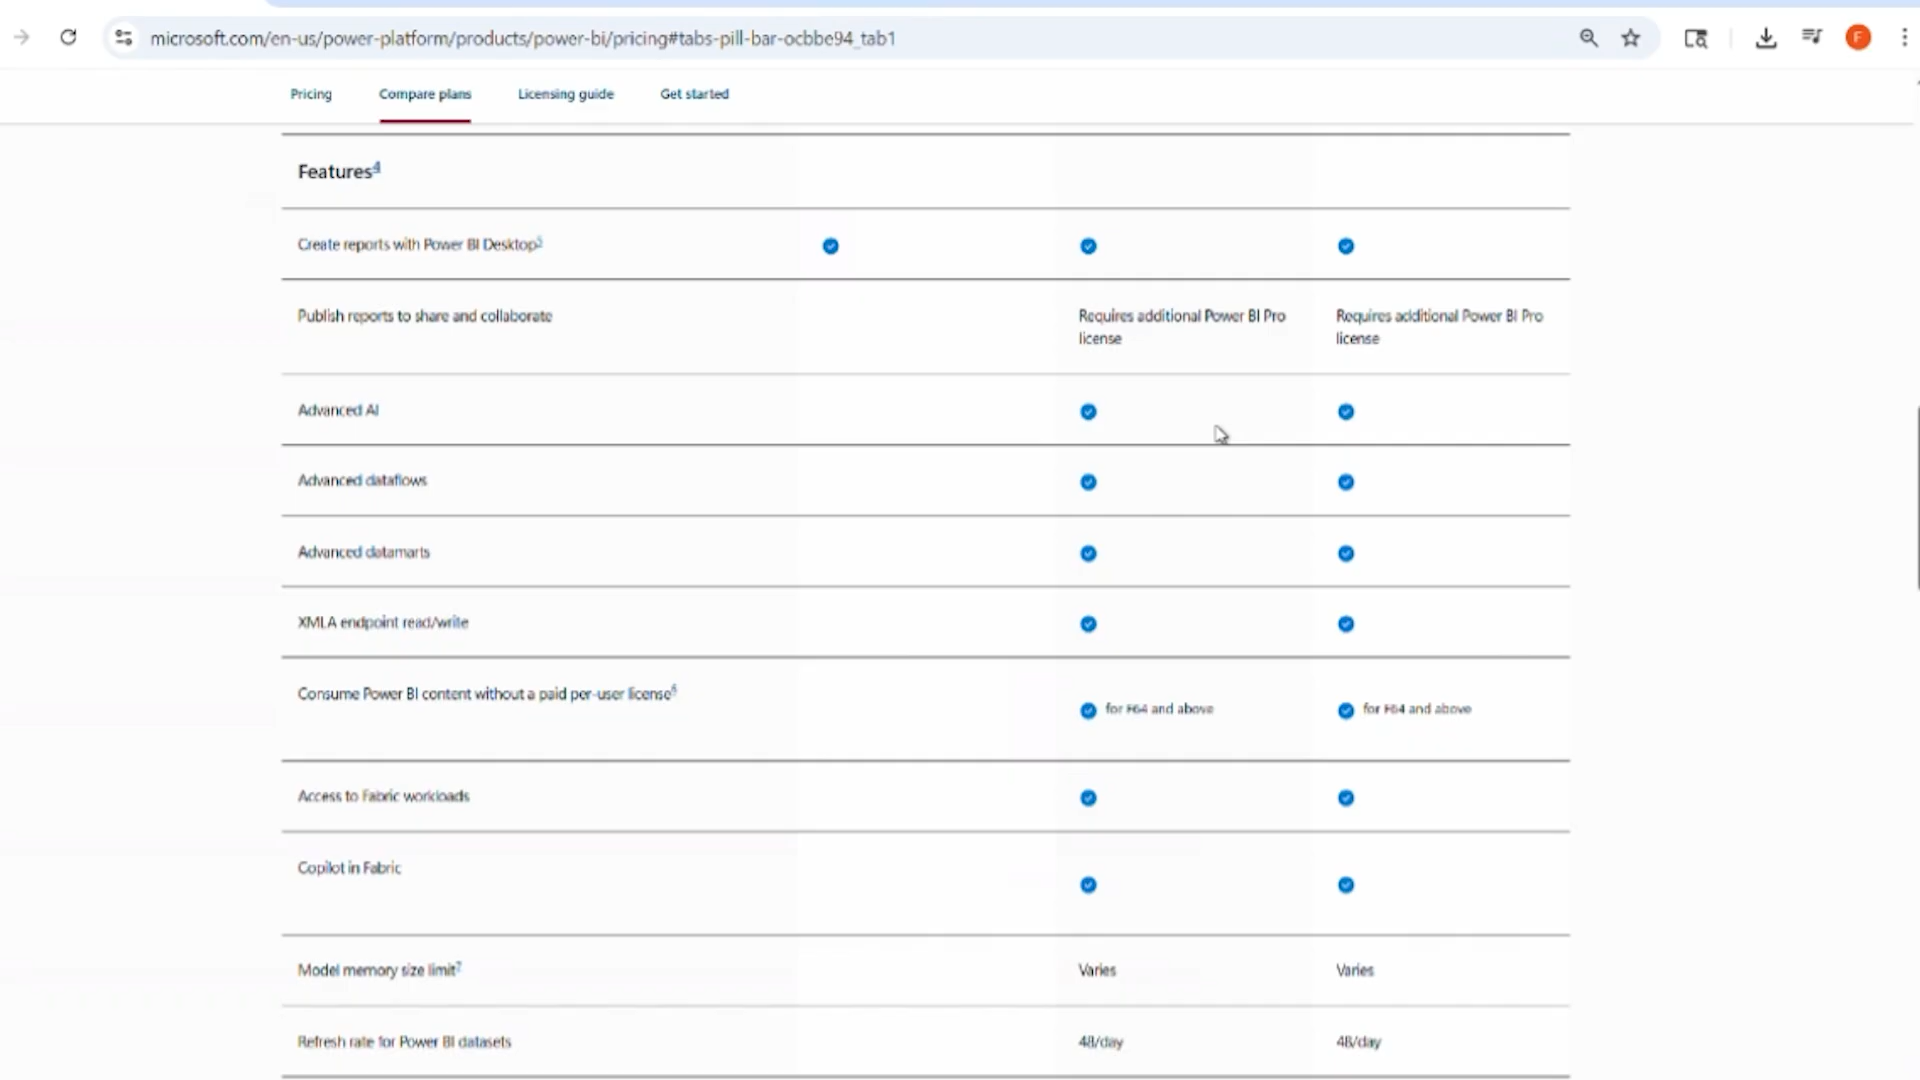 microsoft.com/en-us/power-platform/products/power-bi/pricing#tabs-pill-bar-ocbbe94_tab1
F
Pricing
Compare plans
Licensing guide
Get started
Features4
Create reports with Power BI Desktop5
Publish reports to share and collaborate
Requires additional Power BI Pro
license
Requires additional Power BI Pro
license
Advanced AI
Advanced dataflows
Advanced datamarts
XMLA endpoint read/write
Consume Power BI content without a paid per-user license6
for F64 and above
for F64 and above
Access to Fabric workloads
Copilot in Fabric
Model memory size limit7
Varies
Varies
Refresh rate for Power BI datasets
48/day
48/day